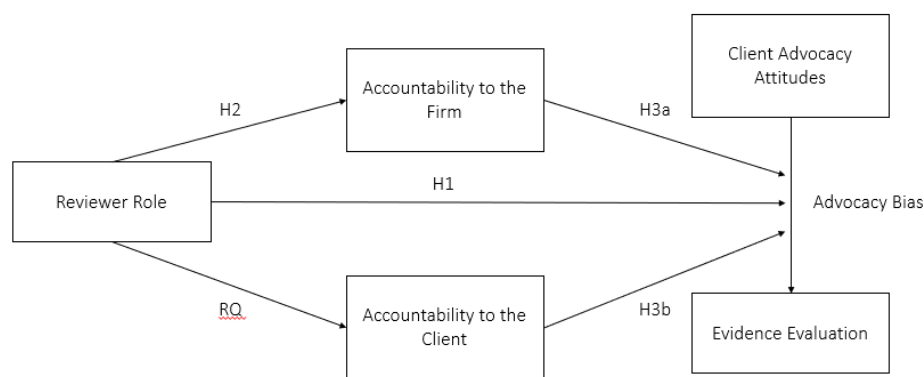 Client Advocacy
Attitudes
Accountability to the
Firm
H2
H3a
H1
Reviewer Role
Advocacy Bias
RQ
Accountability to the
Client
H3b
Evidence Evaluation